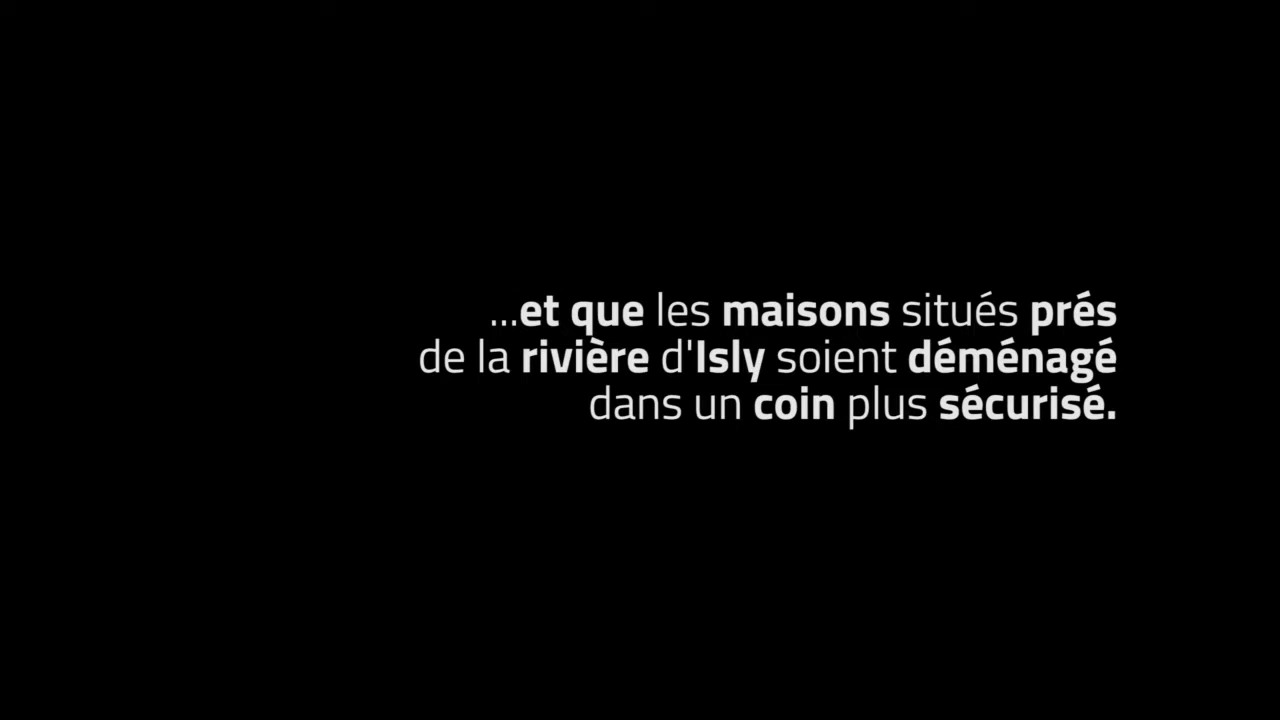 ...et que les maisons situés prés
de la rivière d'Isly soient déménagé
dans un coin plus sécurisé.